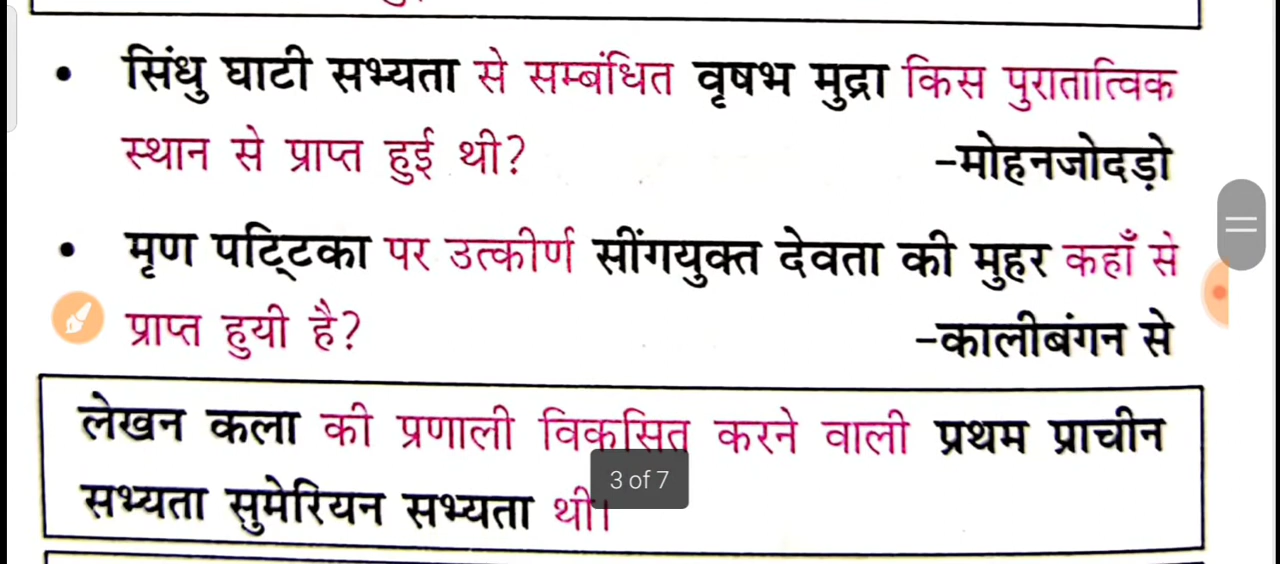 • सिंधु घाटी सभ्यता से सम्बंधित वृषभ मुद्रा किस पुरातात्विक
स्थान से प्राप्त हुई थी? –मोहनजोदड़ो
• मृण पट्टिका पर उत्कीर्ण सींगयुक्त देवता की मुहर कहाँ से
प्राप्त हुयी है? –कालीबंगन से
लेखन कला की प्रणाली विकसित करने वाली प्रथम प्राचीन
सभ्यता सुमेरियन सभ्यता थी।
3 of 7